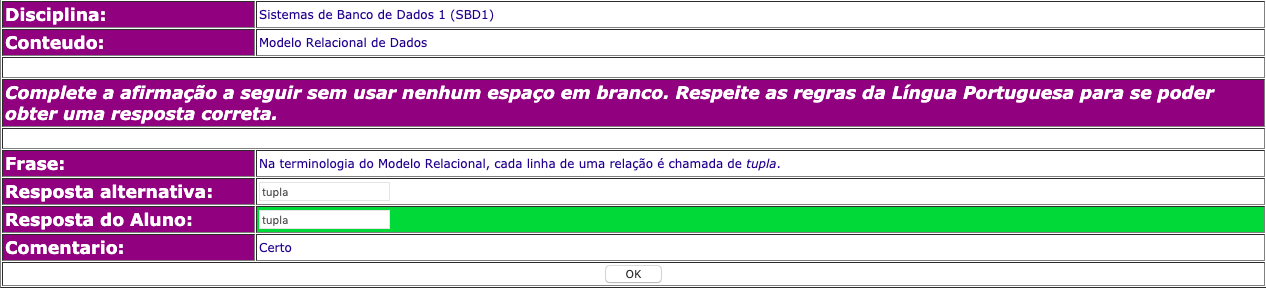 Disciplina: Sistemas de Banco de Dados 1 (SBD1)
Conteudo: Modelo Relacional de Dados
Complete a afirmação a seguir sem usar nenhum espaço em branco. Respeite as regras da Língua Portuguesa para se poder
obter uma resposta correta.
Frase: Na terminologia do Modelo Relacional, cada linha de uma relação é chamada de tupla.
Resposta alternativa: tupla
Resposta do Aluno: tupla
Comentario: Certo
OK